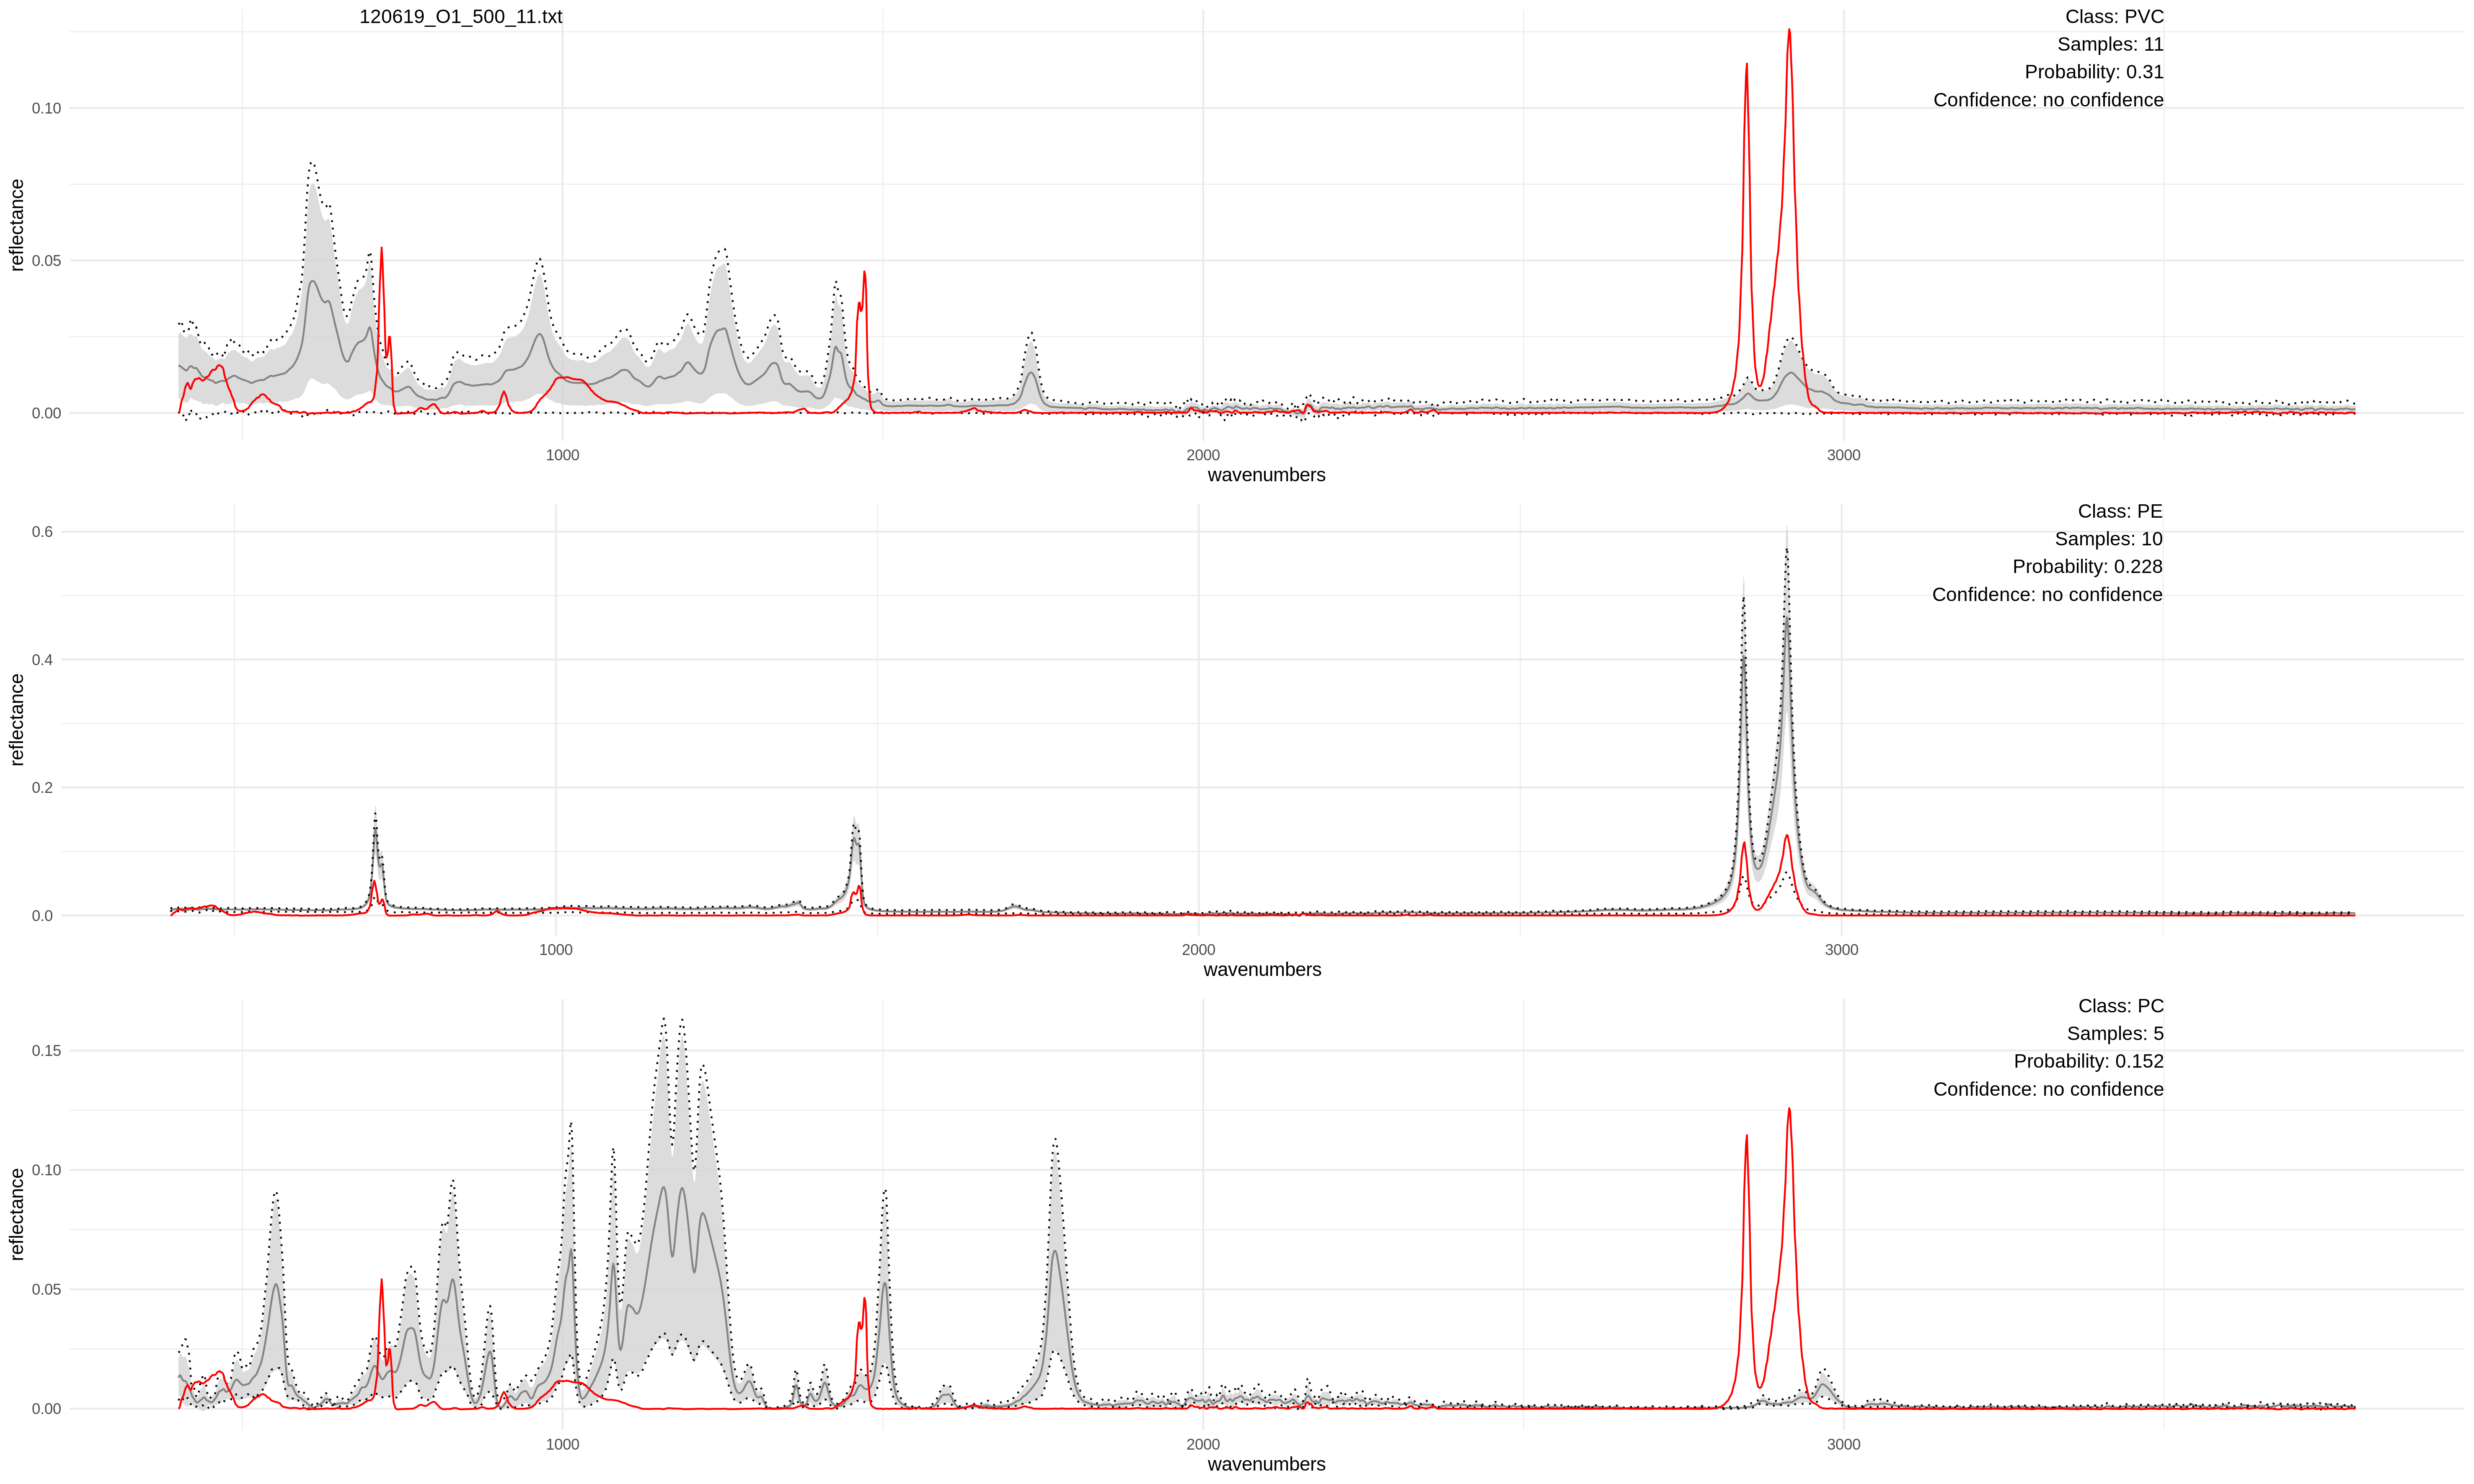 120619_O1_500_11.txt
Class: PVC
Samples: 11
Probability: 0.31
Confidence: no confidence
0.10
0.05
0.00
reflectance
1000
2000
3000
wavenumbers
Class: PE
Samples: 10
Probability: 0.228
Confidence: no confidence
0.6
0.4
0.2
0.0
reflectance
1000
2000
3000
wavenumbers
Class: PC
Samples: 5
Probability: 0.152
Confidence: no confidence
0.15
0.10
0.05
0.00
reflectance
1000
2000
3000
wavenumbers